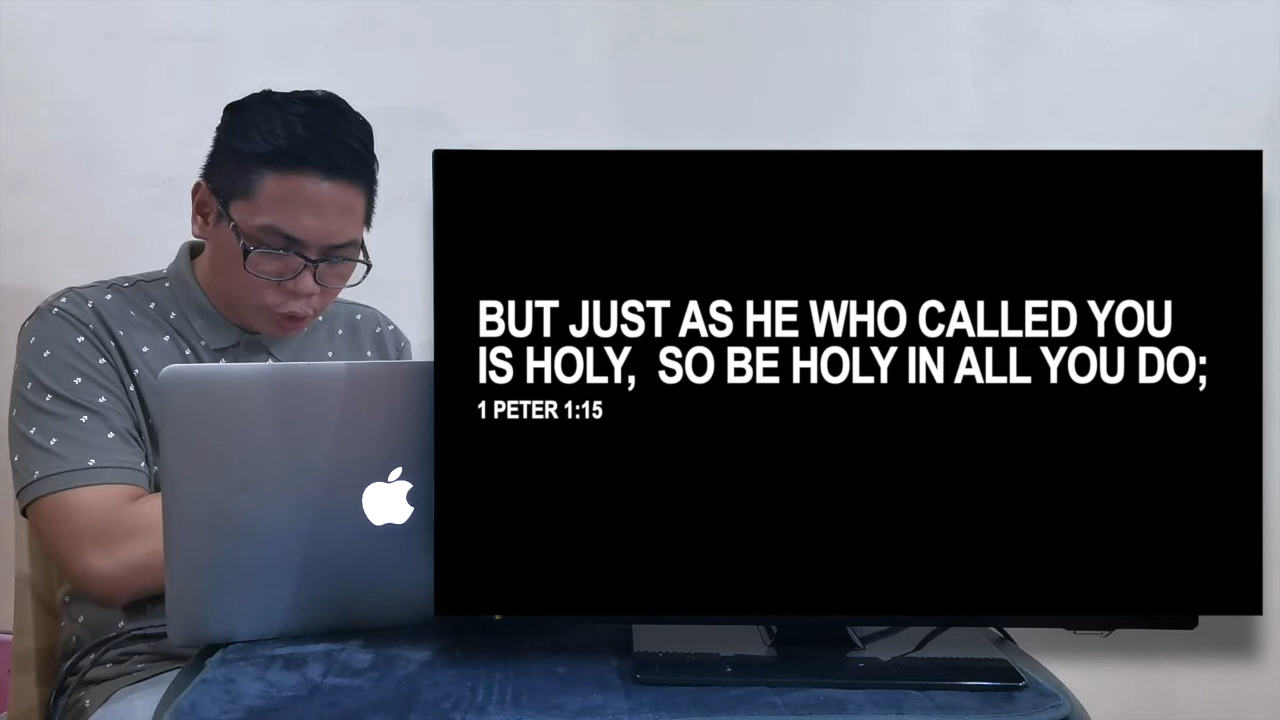 BUT JUST AS HE WHO CALLED YOU
IS HOLY, SO BE HOLY IN ALL YOU DO;
1 PETER 1:15